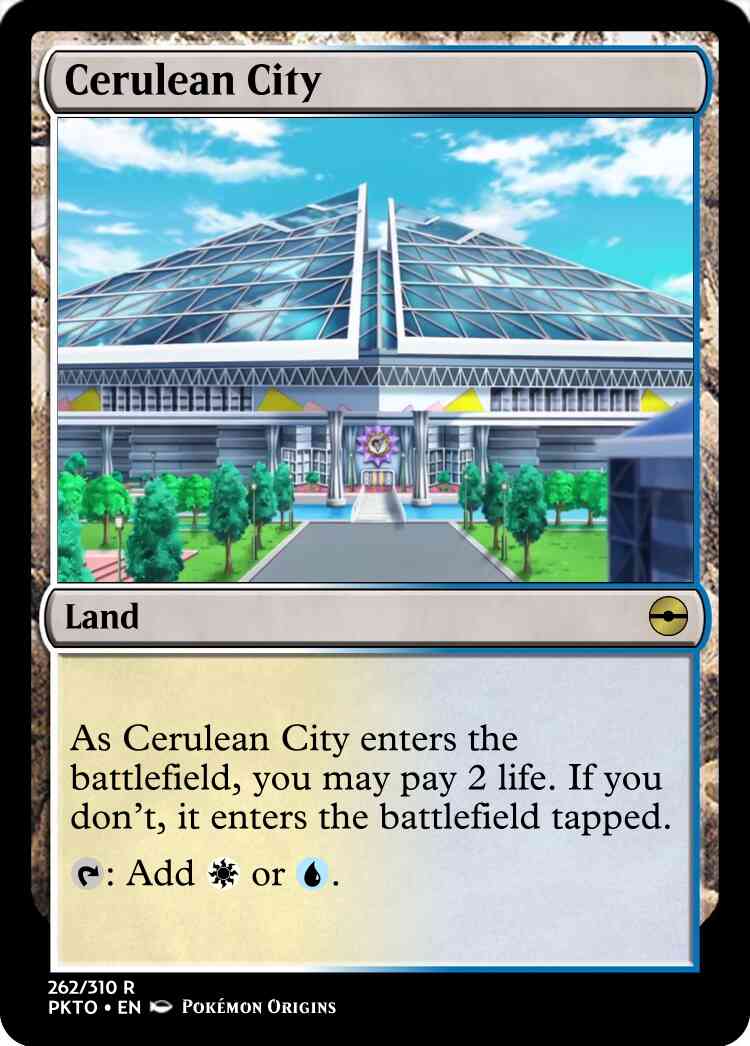 Cerulean City
Land
As Cerulean City enters the
battlefield, you may pay 2 life. If you
don't, it enters the battlefield tapped.
: Add or .
262/310 R
PKTO • EN Pokémon Origins